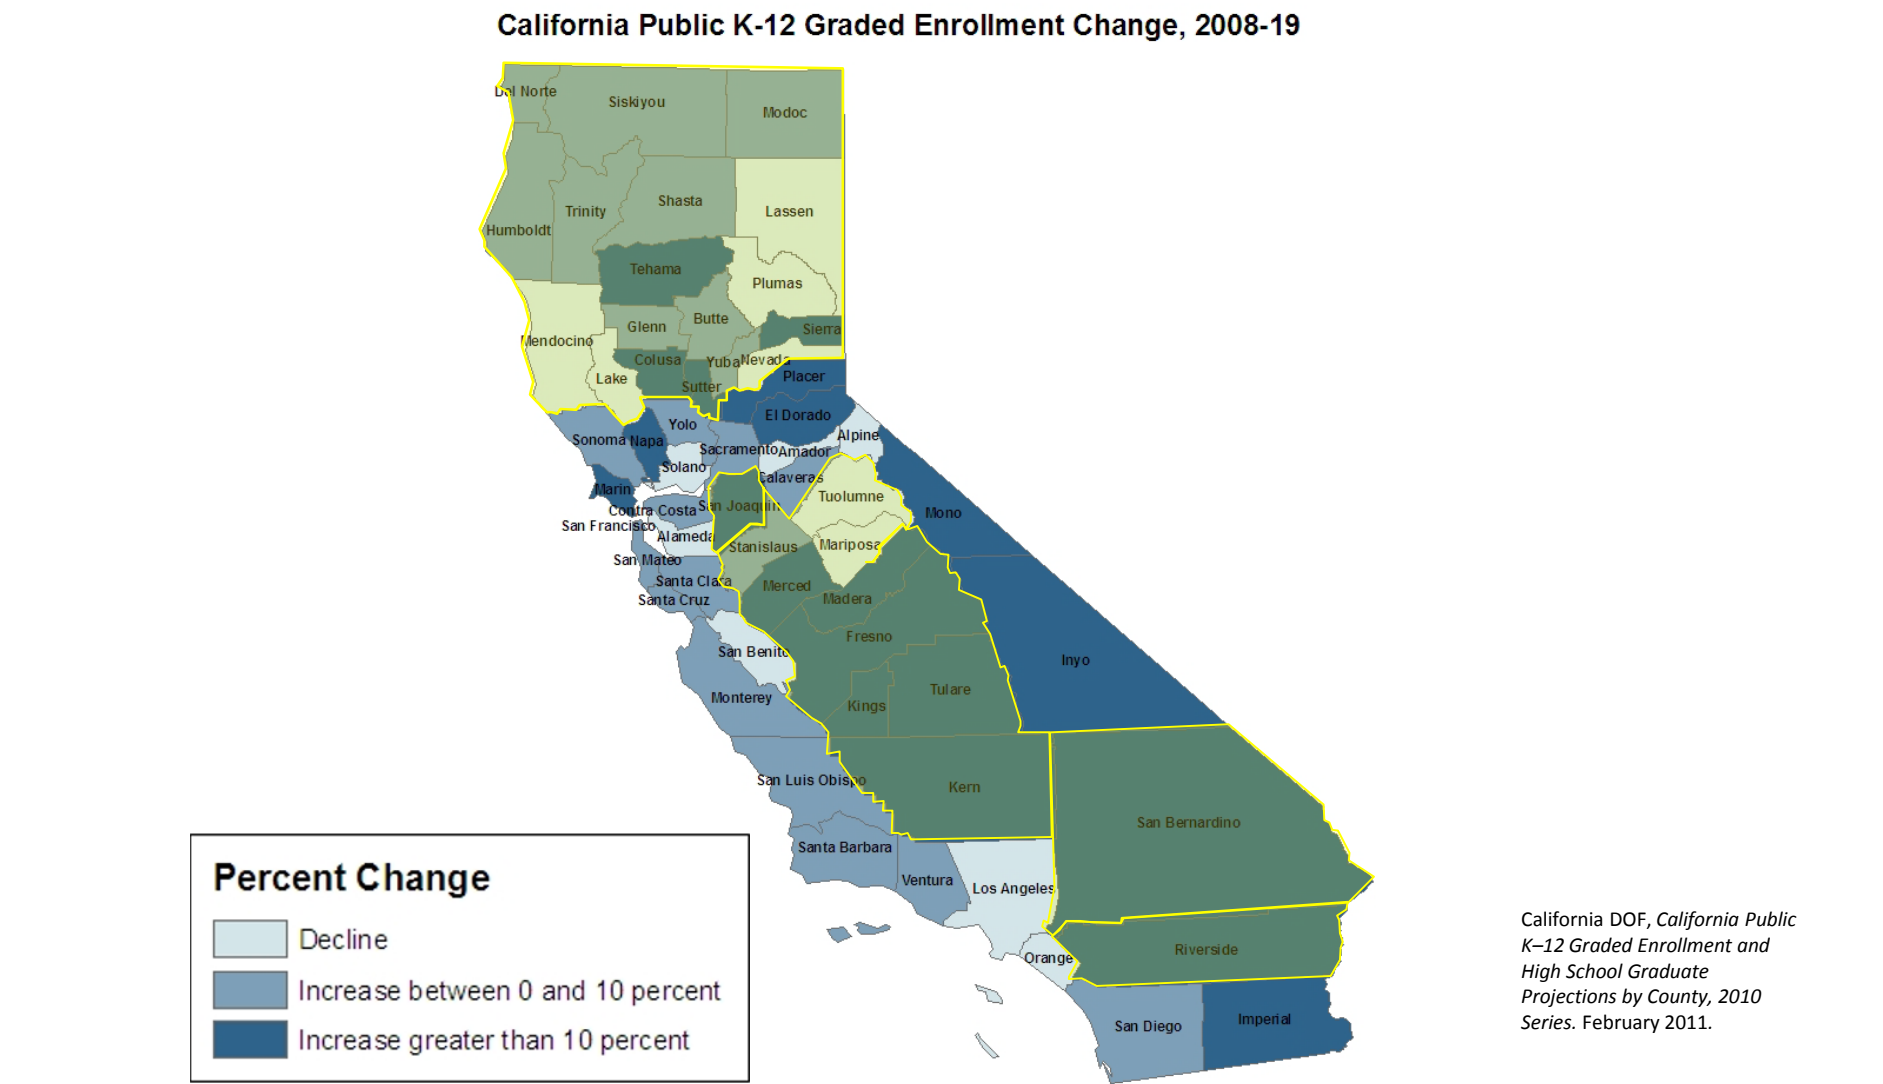 California Public K-12 Graded Enrollment Change, 2008-19
Del Norte
Siskiyou
Modoc
Humboldt
Trinity
Shasta
Lassen
Tehama
Plumas
Mendocino
Glenn
Butte
Sierra
Colusa
Yuba
Nevada
Lake
Sutter
Placer
Sonoma
Napa
Yolo
El Dorado
Sacramento
Amador
Alpine
Solano
Calaveras
Marin
Contra Costa
San Joaquin
Tuolumne
Mono
San Francisco
Alameda
Stanislaus
Mariposa
San Mateo
Santa Clara
Merced
Santa Cruz
Madera
Fresno
San Benito
Inyo
Monterey
Kings
Tulare
San Luis Obispo
Kern
San Bernardino
Santa Barbara
Ventura
Los Angeles
Orange
Riverside
San Diego
Imperial
Percent Change
Decline
Increase between 0 and 10 percent
Increase greater than 10 percent
California DOF, California Public
K–12 Graded Enrollment and
High School Graduate
Projections by County, 2010
Series. February 2011.